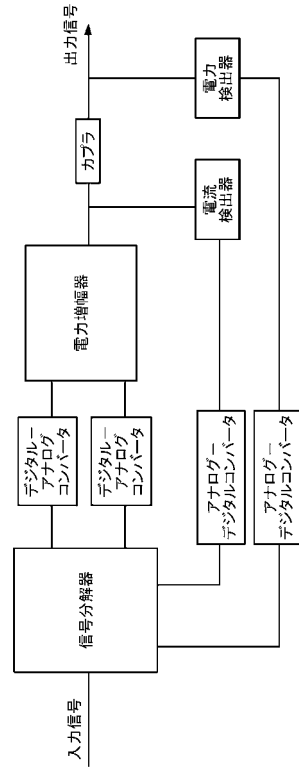 入力信号
信号分解器
デジタルー
アナログ
コンバータ
デジタルー
アナログ
コンバータ
電力増幅器
カプラ
出力信号
電流
検出器
電力
検出器
アナログー
デジタルコンバータ
アナログー
デジタルコンバータ